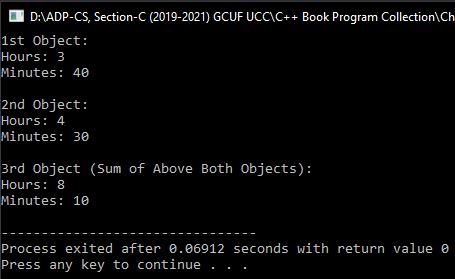 D:\ADP-CS, Section-C (2019-2021) GCUF UCC\C++ Book Program Collection\Ch
1st Object:
Hours: 3
Minutes: 40
2nd Object:
Hours: 4
Minutes: 30
3rd Object (Sum of Above Both Objects):
Hours: 8
Minutes: 10
--------------------------------
Process exited after 0.06912 seconds with return value 0
Press any key to continue . . .